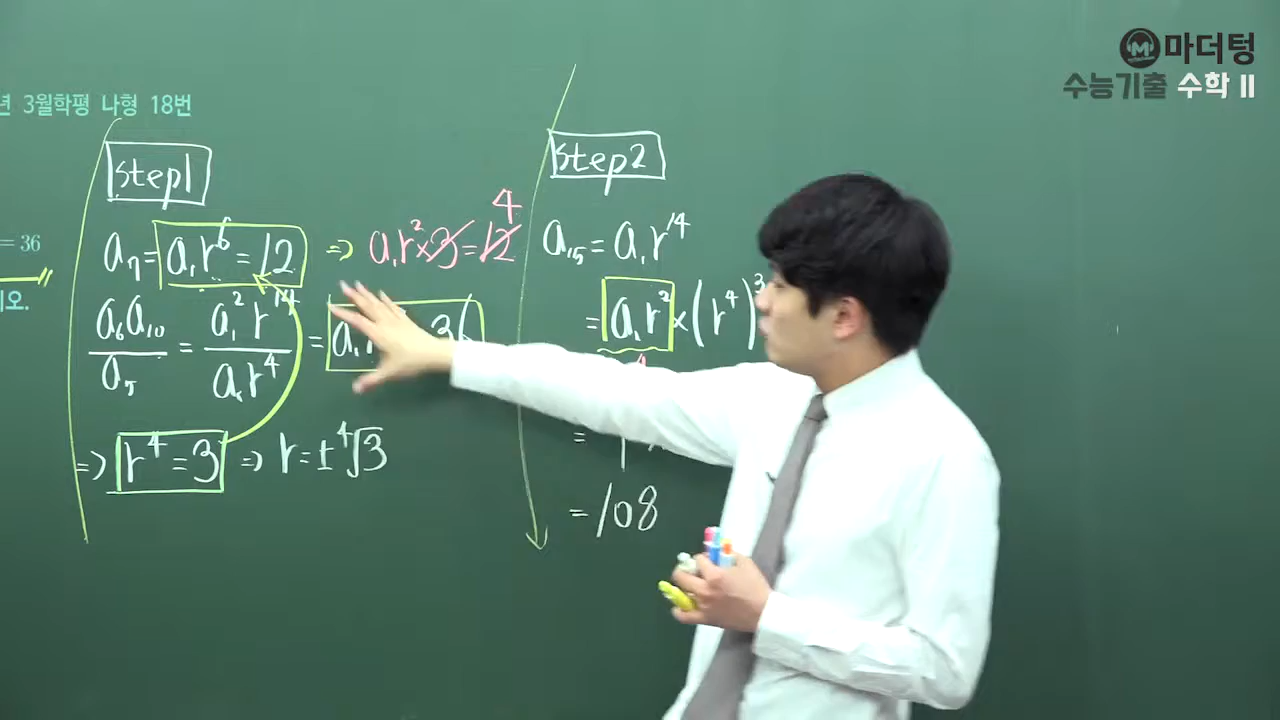 마더텅
수능기출 수학 II
년 3월학평 나형 18번
= 36
오.
step1
a₇ = a₁r⁶ = 12 => a₁r² × 3 = 12 4
a₆a₁₀ / a₅ = a₁² r¹⁴ / a₁r⁴ =
=> r⁴ = 3 => r = ± ⁴√3
step2
a₁₅ = a₁r¹⁴
= a₁r² × (r⁴)³
= 108